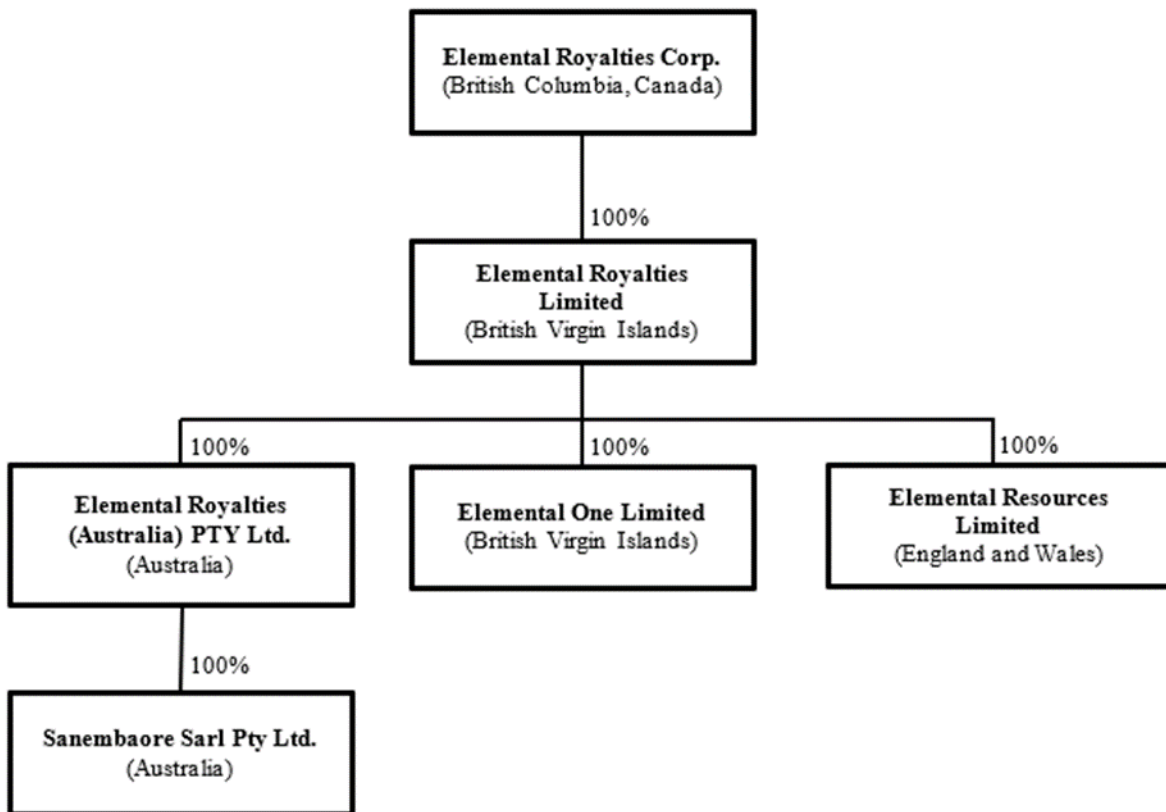 Elemental Royalties Corp.
(British Columbia, Canada)
100%
Elemental Royalties
Limited
(British Virgin Islands)
100%
100%
100%
Elemental Royalties
(Australia) PTY Ltd.
(Australia)
Elemental One Limited
(British Virgin Islands)
Elemental Resources
Limited
(England and Wales)
100%
Sanembaore Sarl Pty Ltd.
(Australia)